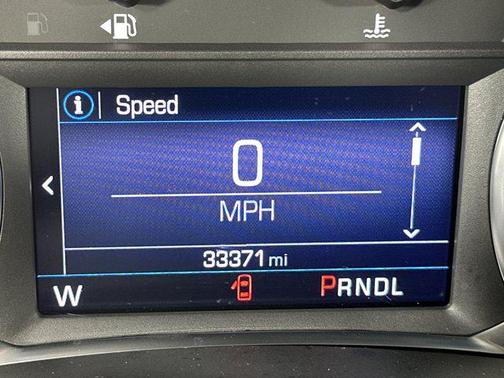 Speed
0
MPH
33371 mi
W PRNDL